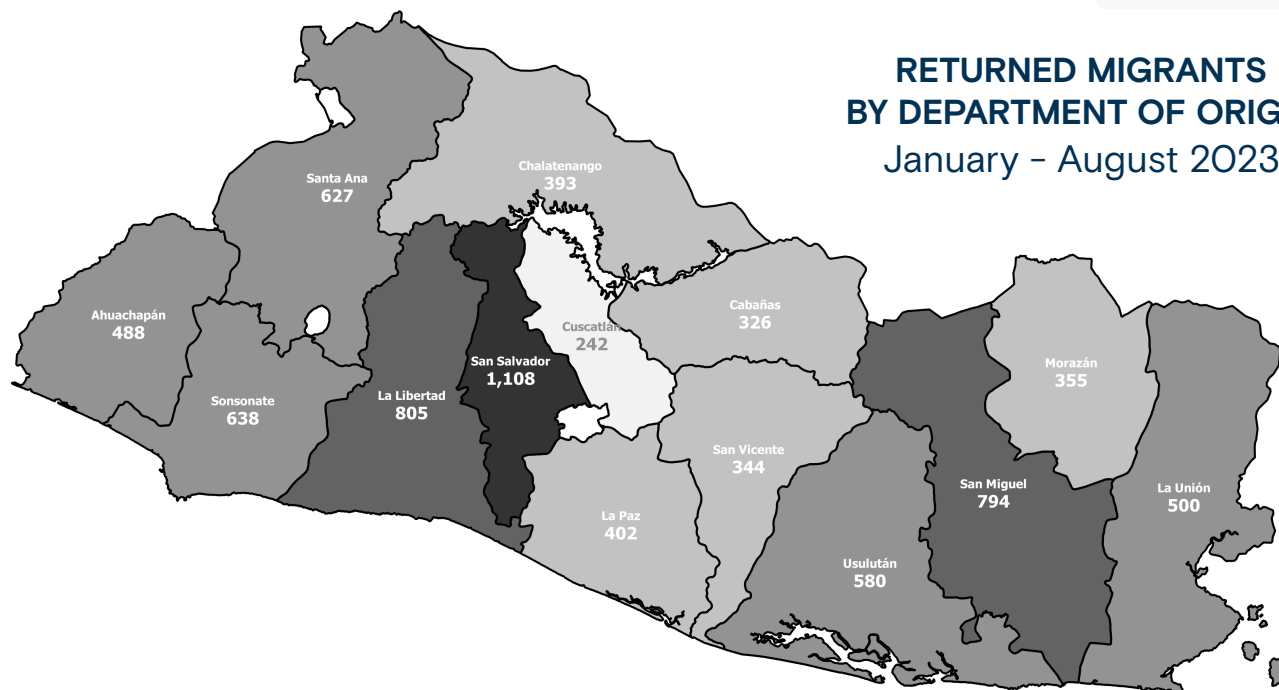 RETURNED MIGRANTS
BY DEPARTMENT OF ORIG
January - August 2023
Chalatenango
393
Santa Ana
627
Ahuachapán
488
Sonsonate
638
La Libertad
805
San Salvador
1,108
Cuscatlán
242
Cabañas
326
San Vicente
344
La Paz
402
Usulután
580
San Miguel
794
Morazán
355
La Unión
500